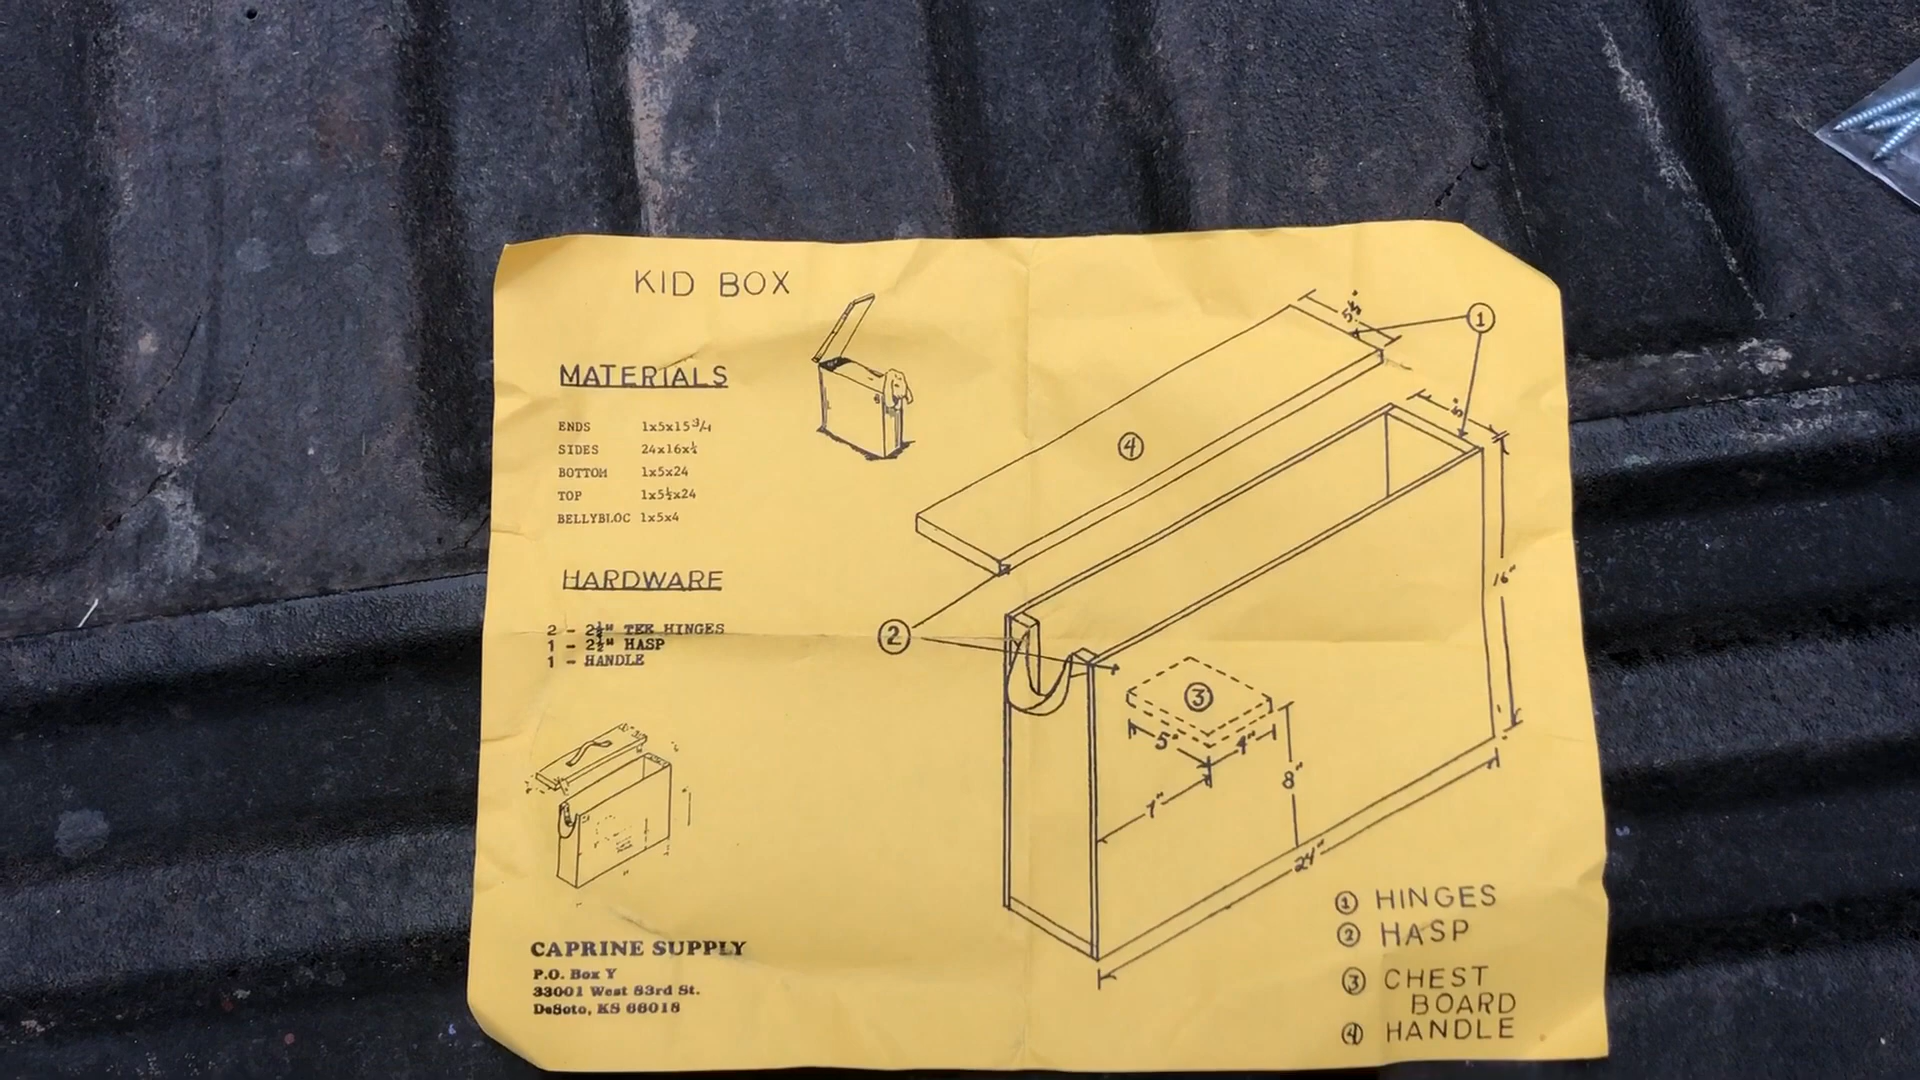 KID BOX
MATERIALS
ENDS 1x5x15 3/4
SIDES 24x16x¼
BOTTOM 1x5x24
TOP 1x5½x24
BELLYBLOC 1x5x4
HARDWARE
2 - 2½" TEE HINGES
1 - 2½" HASP
1 - HANDLE
CAPRINE SUPPLY
P.O. Box Y
33001 West 83rd St.
DeSoto, KS 66018
5½"
1
5"
4
16"
2
3
5"
4"
8"
7"
24"
1 HINGES
2 HASP
3 CHEST
BOARD
4 HANDLE